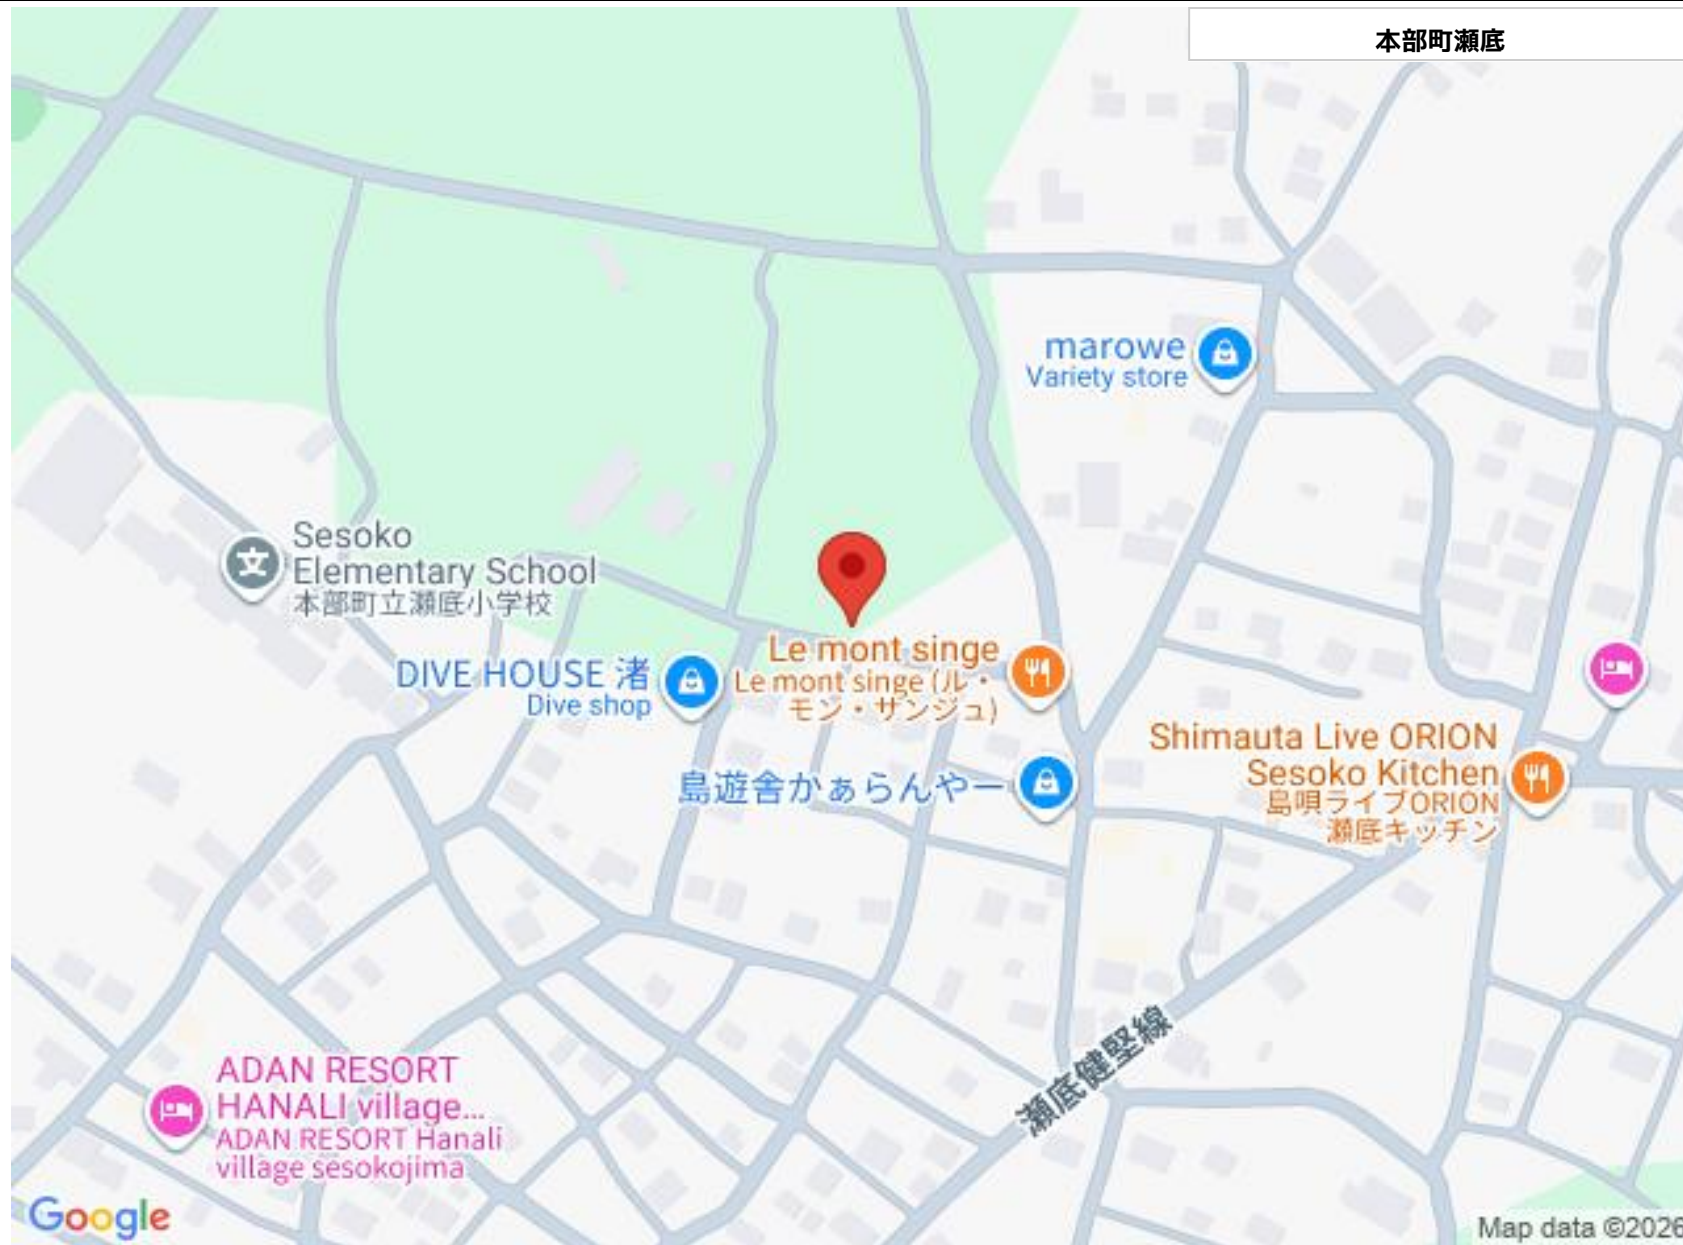 本部町瀬底
marowe
Variety store
Sesoko
Elementary School
本部町立瀬底小学校
DIVE HOUSE 渚
Dive shop
Le mont singe
Le mont singe (ル・
モン・サンジュ)
島遊舎かぁらんやー
Shimauta Live ORION
Sesoko Kitchen
島唄ライブORION
瀬底キッチン
瀬底健堅線
ADAN RESORT
HANALI village...
ADAN RESORT Hanali
village sesokojima
Google
Map data ©2026